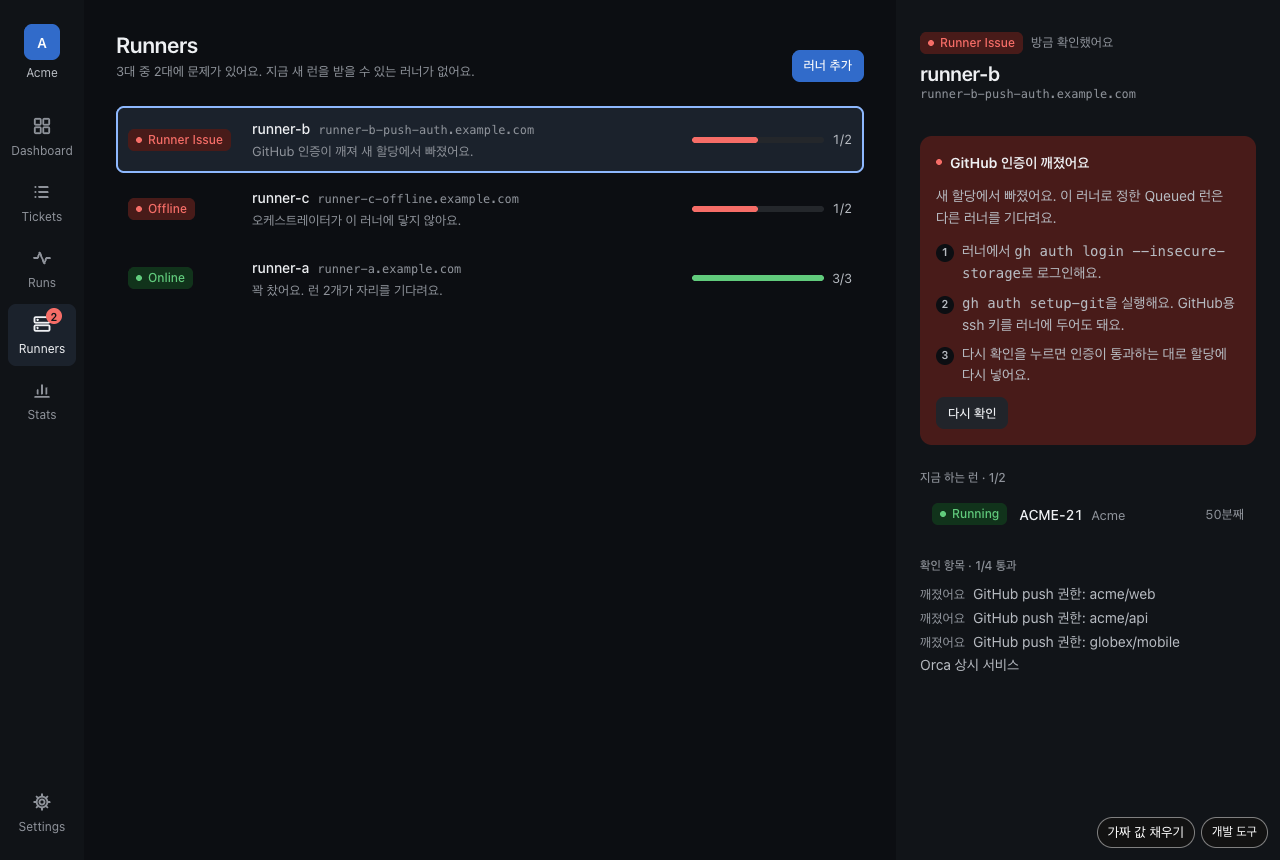 A
Acme
Dashboard
Tickets
Runs
2
Runners
Stats
Settings
Runners
3대 중 2대에 문제가 있어요. 지금 새 런을 받을 수 있는 러너가 없어요.
러너 추가
Runner Issue
runner-b runner-b-push-auth.example.com
GitHub 인증이 깨져 새 할당에서 빠졌어요.
1/2
Offline
runner-c runner-c-offline.example.com
오케스트레이터가 이 러너에 닿지 않아요.
1/2
Online
runner-a runner-a.example.com
꽉 찼어요. 런 2개가 자리를 기다려요.
3/3
Runner Issue 방금 확인했어요
runner-b
runner-b-push-auth.example.com
GitHub 인증이 깨졌어요
새 할당에서 빠졌어요. 이 러너로 정한 Queued 런은
다른 러너를 기다려요.
1 러너에서 gh auth login --insecure-
storage로 로그인해요.
2 gh auth setup-git을 실행해요. GitHub용
ssh 키를 러너에 두어도 돼요.
3 다시 확인을 누르면 인증이 통과하는 대로 할당에
다시 넣어요.
다시 확인
지금 하는 런 · 1/2
Running ACME-21 Acme 50분째
확인 항목 · 1/4 통과
깨졌어요 GitHub push 권한: acme/web
깨졌어요 GitHub push 권한: acme/api
깨졌어요 GitHub push 권한: globex/mobile
Orca 상시 서비스
가짜 값 채우기
개발 도구